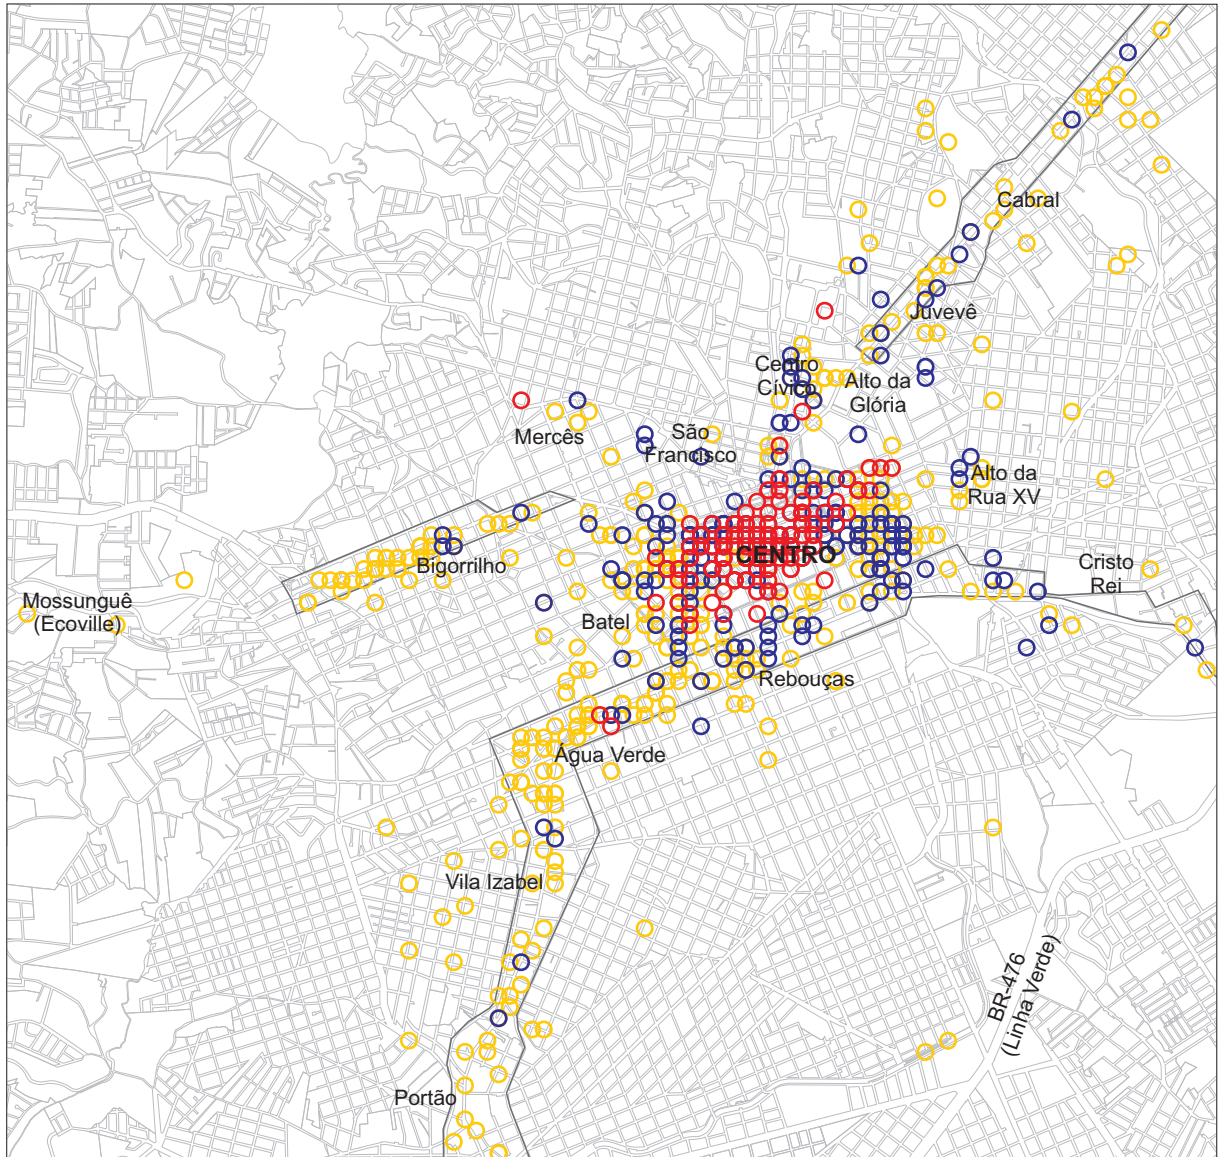 Cabral
Juvevê
Centro
Cívico
Alto da
Glória
Mercês
São
Francisco
Alto da
Rua XV
CENTRO
Bigorrilho
Cristo
Rei
Mossunguê
(Ecoville)
Batel
Rebouças
Água Verde
Vila Izabel
BR-476
(Linha Verde)
Portão